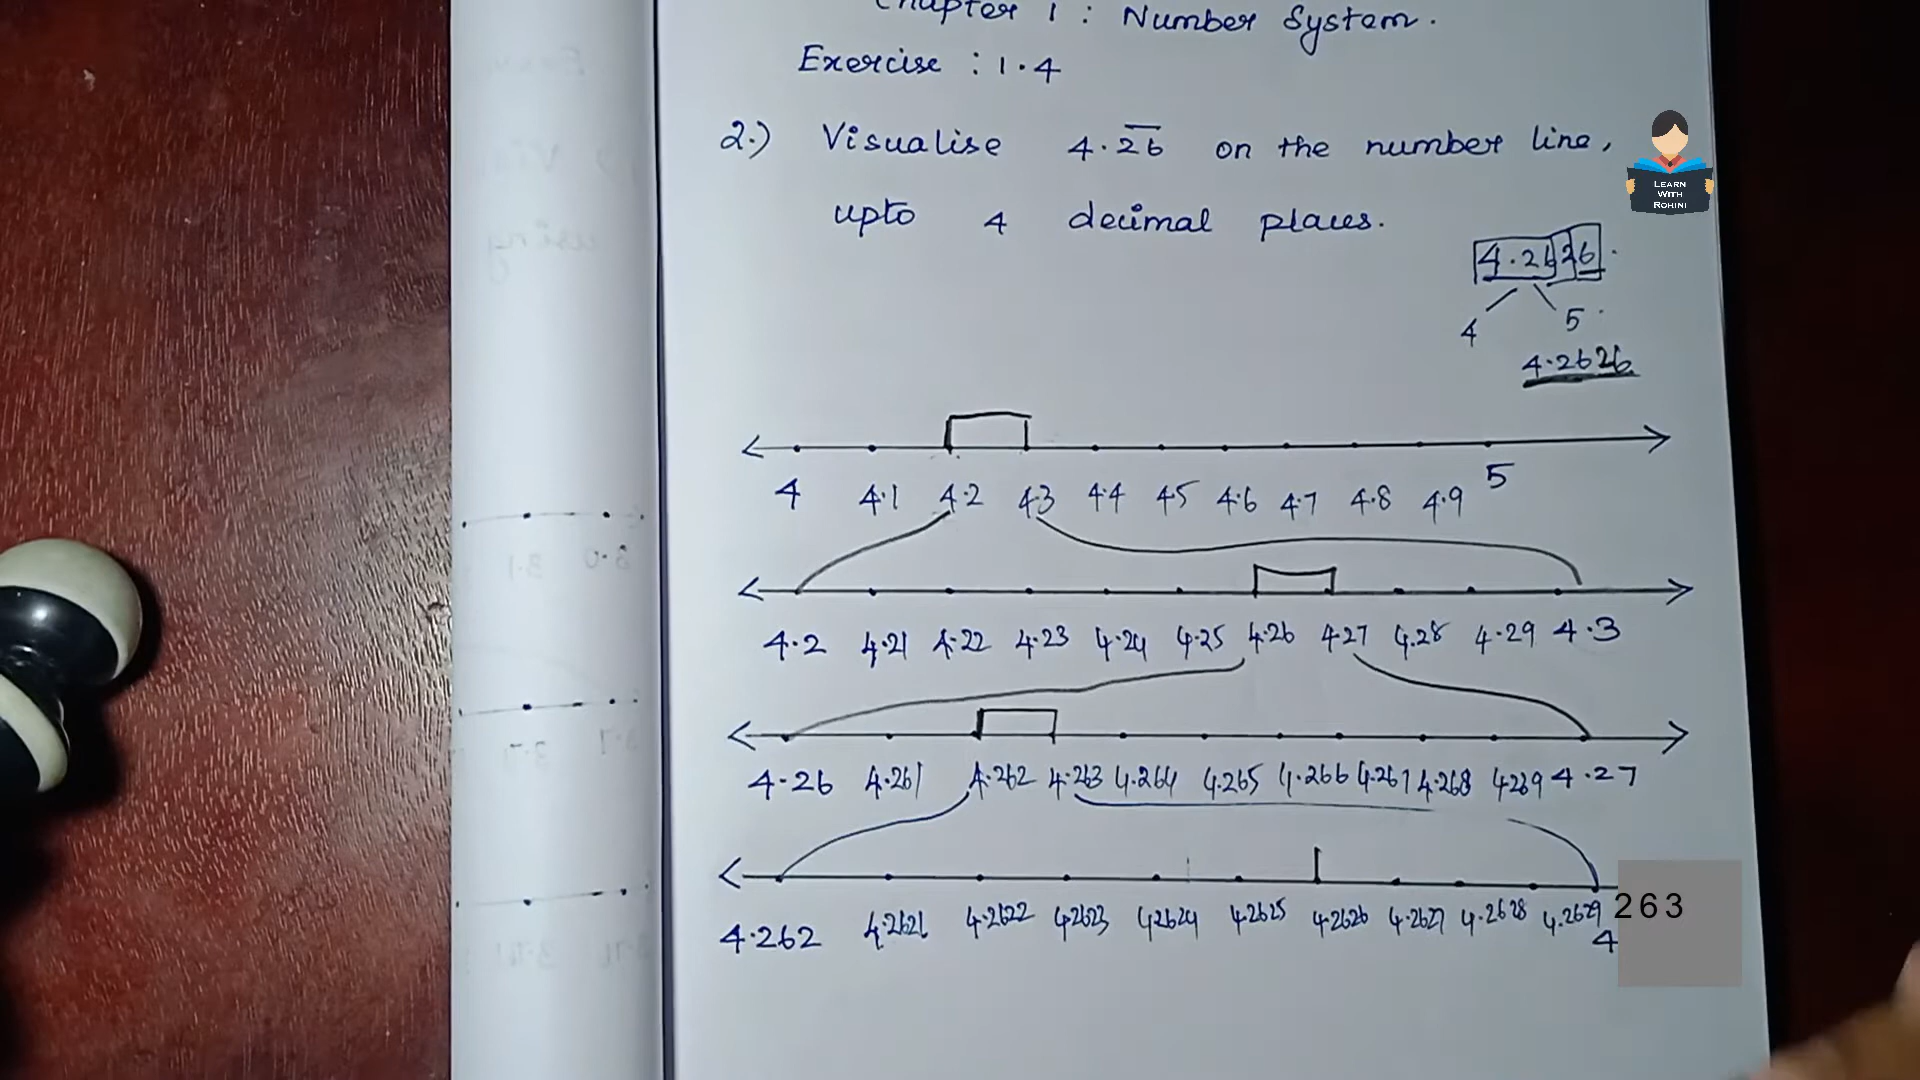 Chapter 1 : Number System.
Exercise : 1.4
2.) Visualise 4.2̅6̅ on the number line,
upto 4 decimal places.
LEARN
WITH
ROHINI
4.2626.
4 5.
4.2626
4 4.1 4.2 4.3 4.4 4.5 4.6 4.7 4.8 4.9 5
4.2 4.21 4.22 4.23 4.24 4.25 4.26 4.27 4.28 4.29 4.3
4.26 4.261 4.262 4.263 4.264 4.265 4.266 4.267 4.268 4.269 4.27
4.262 4.2621 4.2622 4.2623 4.2624 4.2625 4.2626 4.2627 4.2628 4.2629 4 263